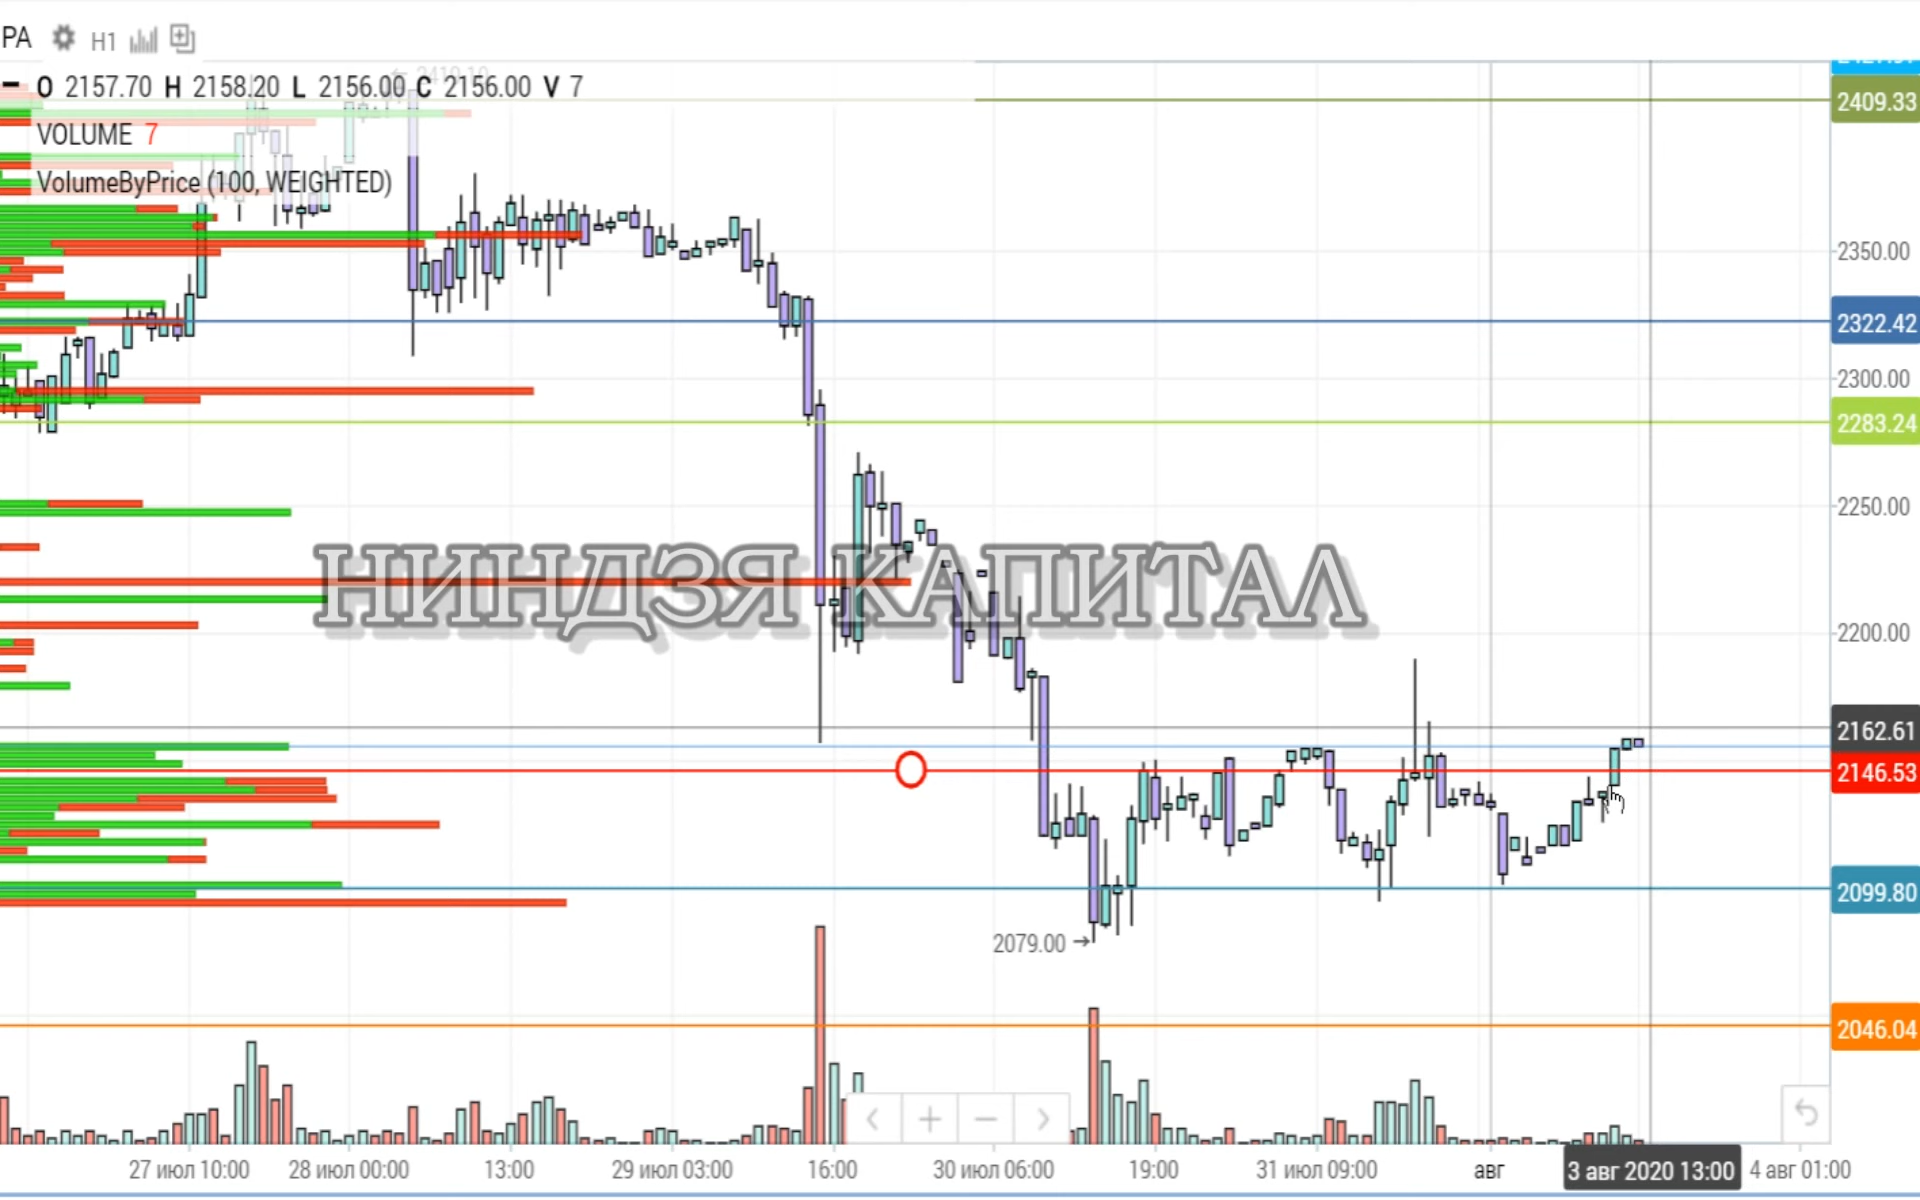 PA H1
O 2157.70 H 2158.20 L 2156.00 C 2156.00 V 7
2409.33
VOLUME 7
VolumeByPrice (100, WEIGHTED)
2350.00
2322.42
2300.00
2283.24
2250.00
НИНДЗЯ КАПИТАЛ
2200.00
2162.61
2146.53
2099.80
2079.00
2046.04
27 июл 10:00 28 июл 00:00 13:00 29 июл 03:00 16:00 30 июл 06:00 19:00 31 июл 09:00 авг 3 авг 2020 13:00 4 авг 01:00